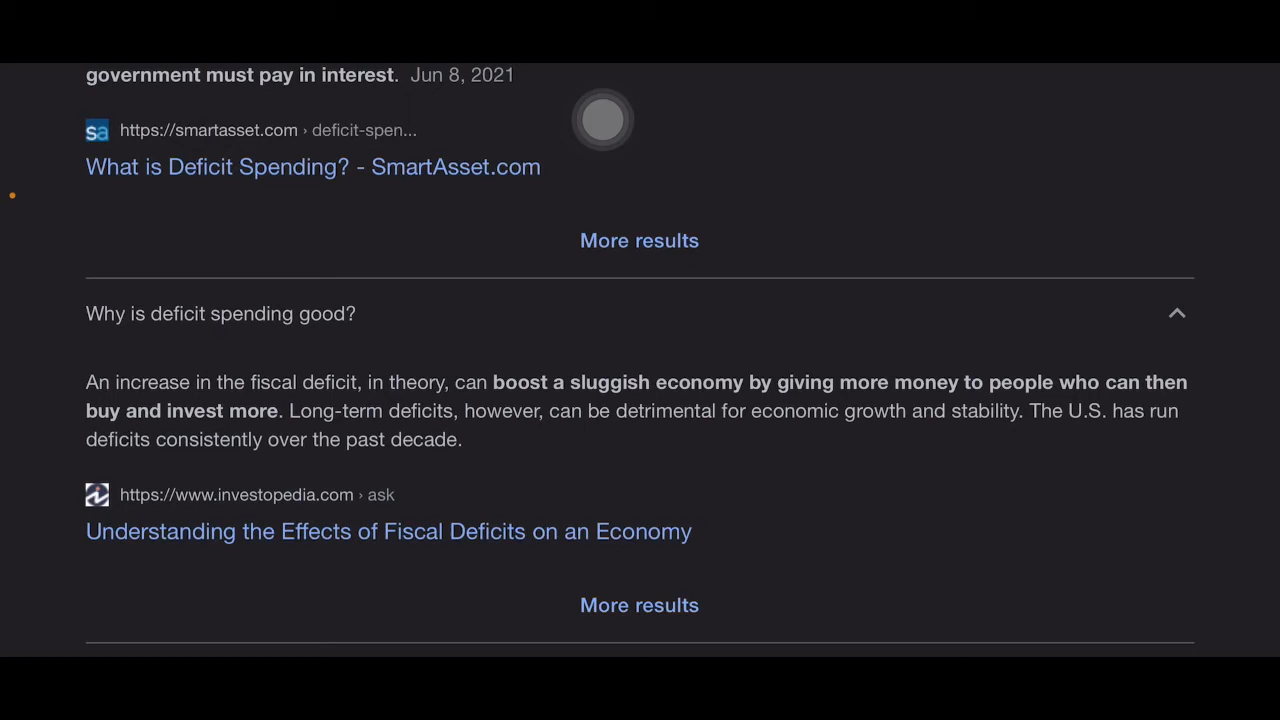 government must pay in interest. Jun 8, 2021
sa https://smartasset.com › deficit-spen...
What is Deficit Spending? - SmartAsset.com
More results
Why is deficit spending good?
An increase in the fiscal deficit, in theory, can boost a sluggish economy by giving more money to people who can then
buy and invest more. Long-term deficits, however, can be detrimental for economic growth and stability. The U.S. has run
deficits consistently over the past decade.
https://www.investopedia.com › ask
Understanding the Effects of Fiscal Deficits on an Economy
More results